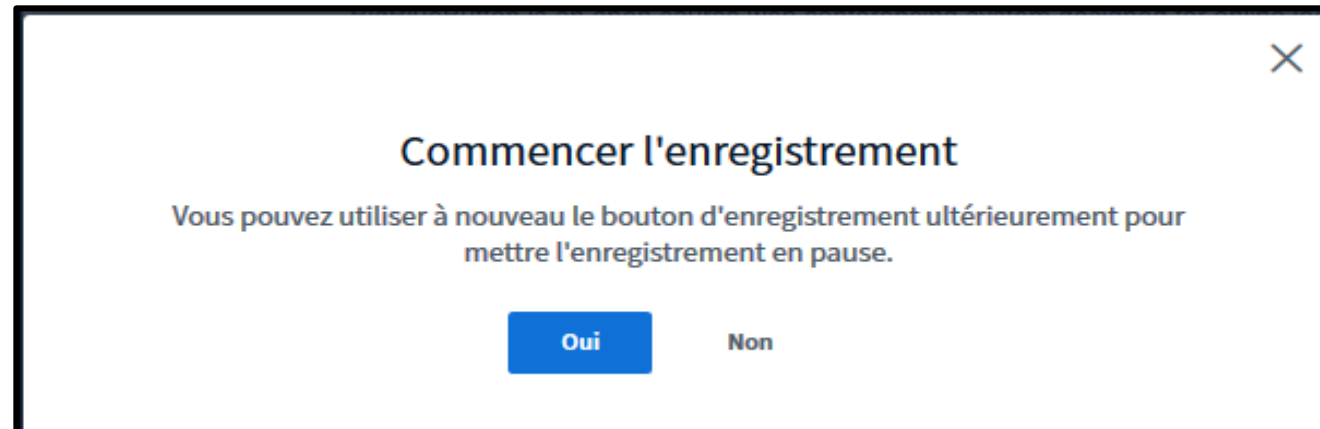 Commencer l'enregistrement
Vous pouvez utiliser à nouveau le bouton d'enregistrement ultérieurement pour
mettre l'enregistrement en pause.
Oui Non